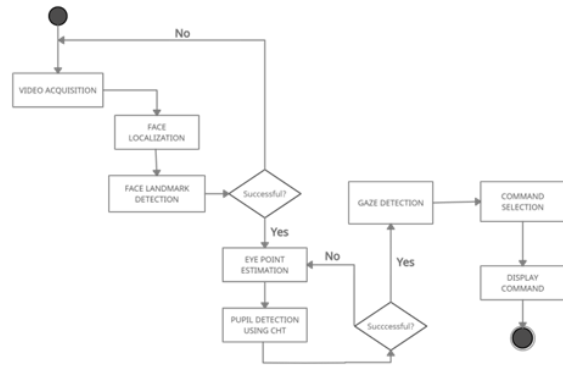 No
VIDEO ACQUISITION
FACE
LOCALIZATION
FACE LANDMARK
DETECTION
Successful?
Yes
EYE POINT
ESTIMATION
PUPIL DETECTION
USING CHT
No
Succcessful?
Yes
GAZE DETECTION
COMMAND
SELECTION
DISPLAY
COMMAND